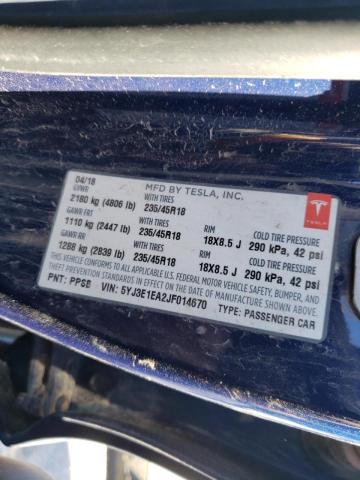 MFD BY TESLA, INC.
04/18
GVWR
2180 kg (4806 lb) WITH TIRES 235/45R18 RIM 18X8.5 J COLD TIRE PRESSURE 290 kPa, 42 psi
GAWR FRT
1110 kg (2447 lb) WITH TIRES 235/45R18 RIM 18X8.5 J COLD TIRE PRESSURE 290 kPa, 42 psi
GAWR RR
1288 kg (2839 lb)
THIS VEHICLE CONFORMS TO ALL APPLICABLE U.S. FEDERAL MOTOR VEHICLE SAFETY, BUMPER, AND
THEFT PREVENTION STANDARDS IN EFFECT ON THE DATE OF MANUFACTURE SHOWN ABOVE.
PNT: PPSB VIN: 5YJ3E1EA2JF014670 TYPE: PASSENGER CAR
TESLA